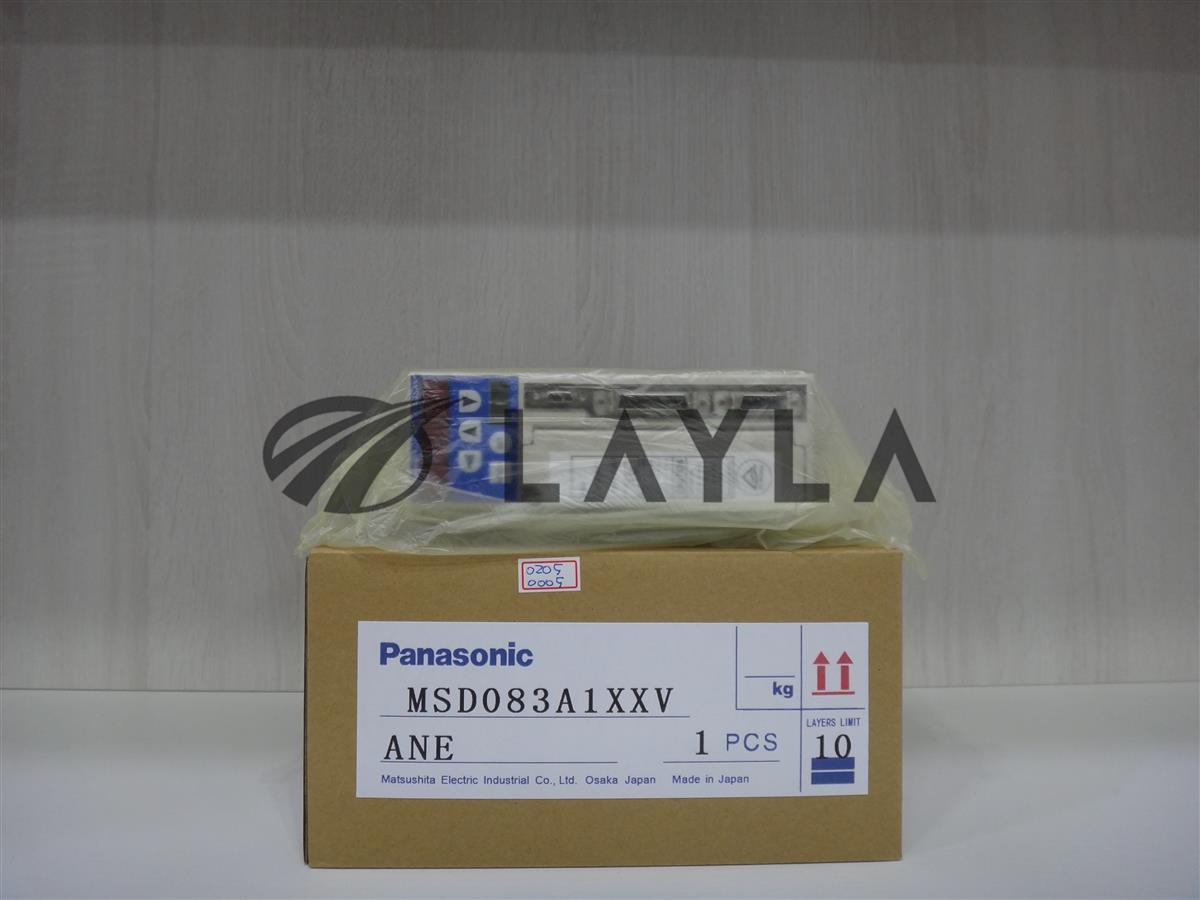 LAYLA
0205
0005
Panasonic
kg
MSD083A1XXV
LAYERS LIMIT
10
ANE
1 PCS
Matsushita Electric Industrial Co., Ltd. Osaka Japan Made in Japan